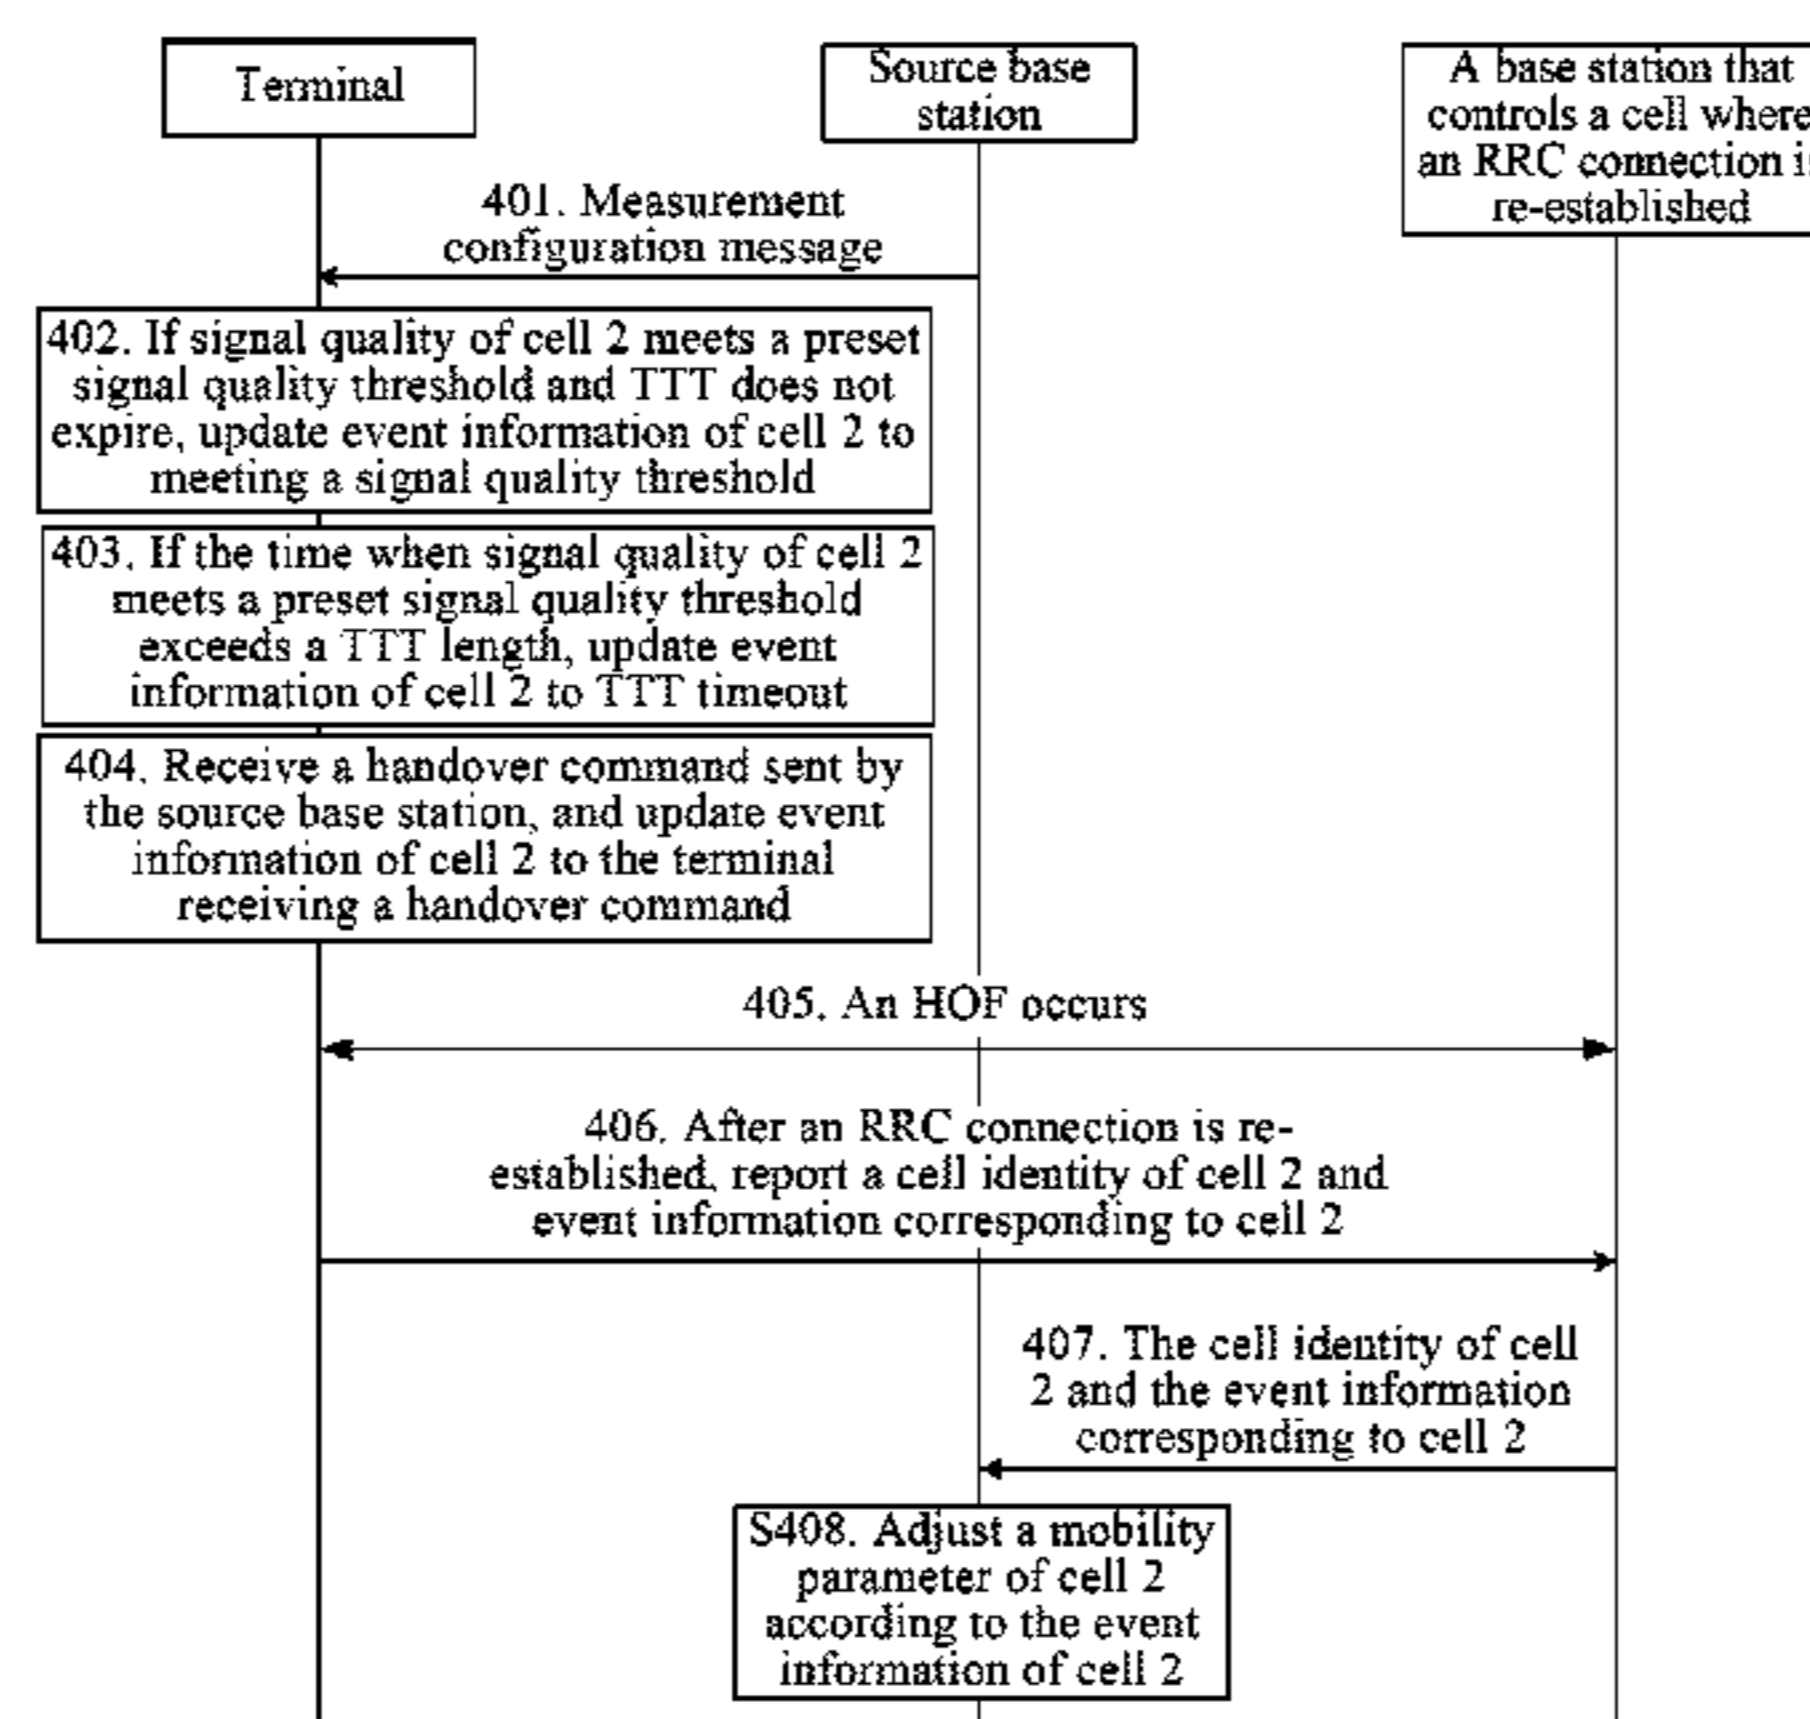 Terminal
Source base
station
A base station that
controls a cell where
an RRC connection is
re-established
401. Measurement
configuration message
402. If signal quality of cell 2 meets a preset
signal quality threshold and TTT does not
expire, update event information of cell 2 to
meeting a signal quality threshold
403. If the time when signal quality of cell 2
meets a preset signal quality threshold
exceeds a TTT length, update event
information of cell 2 to TTT timeout
404. Receive a handover command sent by
the source base station, and update event
information of cell 2 to the terminal
receiving a handover command
405. An HOF occurs
406. After an RRC connection is re-
established, report a cell identity of cell 2 and
event information corresponding to cell 2
407. The cell identity of cell
2 and the event information
corresponding to cell 2
S408. Adjust a mobility
parameter of cell 2
according to the event
information of cell 2